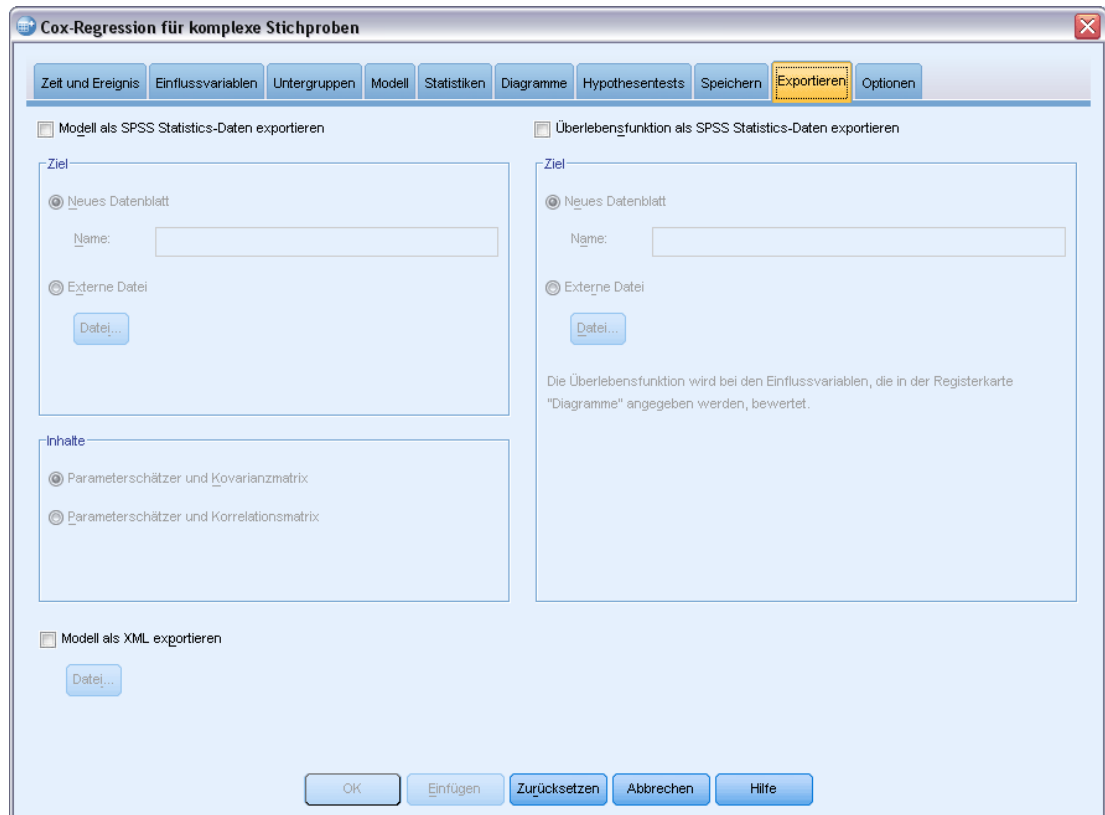 Cox-Regression für komplexe Stichproben
Zeit und Ereignis Einflussvariablen Untergruppen Modell Statistiken Diagramme Hypothesentests Speichern Exportieren Optionen
Modell als SPSS Statistics-Daten exportieren
Ziel
Neues Datenblatt
Name:
Externe Datei
Datei...
Inhalte
Parameterschätzer und Kovarianzmatrix
Parameterschätzer und Korrelationsmatrix
Überlebensfunktion als SPSS Statistics-Daten exportieren
Ziel
Neues Datenblatt
Name:
Externe Datei
Datei...
Die Überlebensfunktion wird bei den Einflussvariablen, die in der Registerkarte
"Diagramme" angegeben werden, bewertet.
Modell als XML exportieren
Datei...
OK Einfügen Zurücksetzen Abbrechen Hilfe